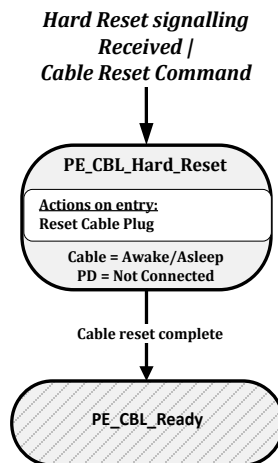 Hard Reset signalling
Received |
Cable Reset Command
PE_CBL_Hard_Reset
Actions on entry:
Reset Cable Plug
Cable = Awake/Asleep
PD = Not Connected
Cable reset complete
PE_CBL_Ready